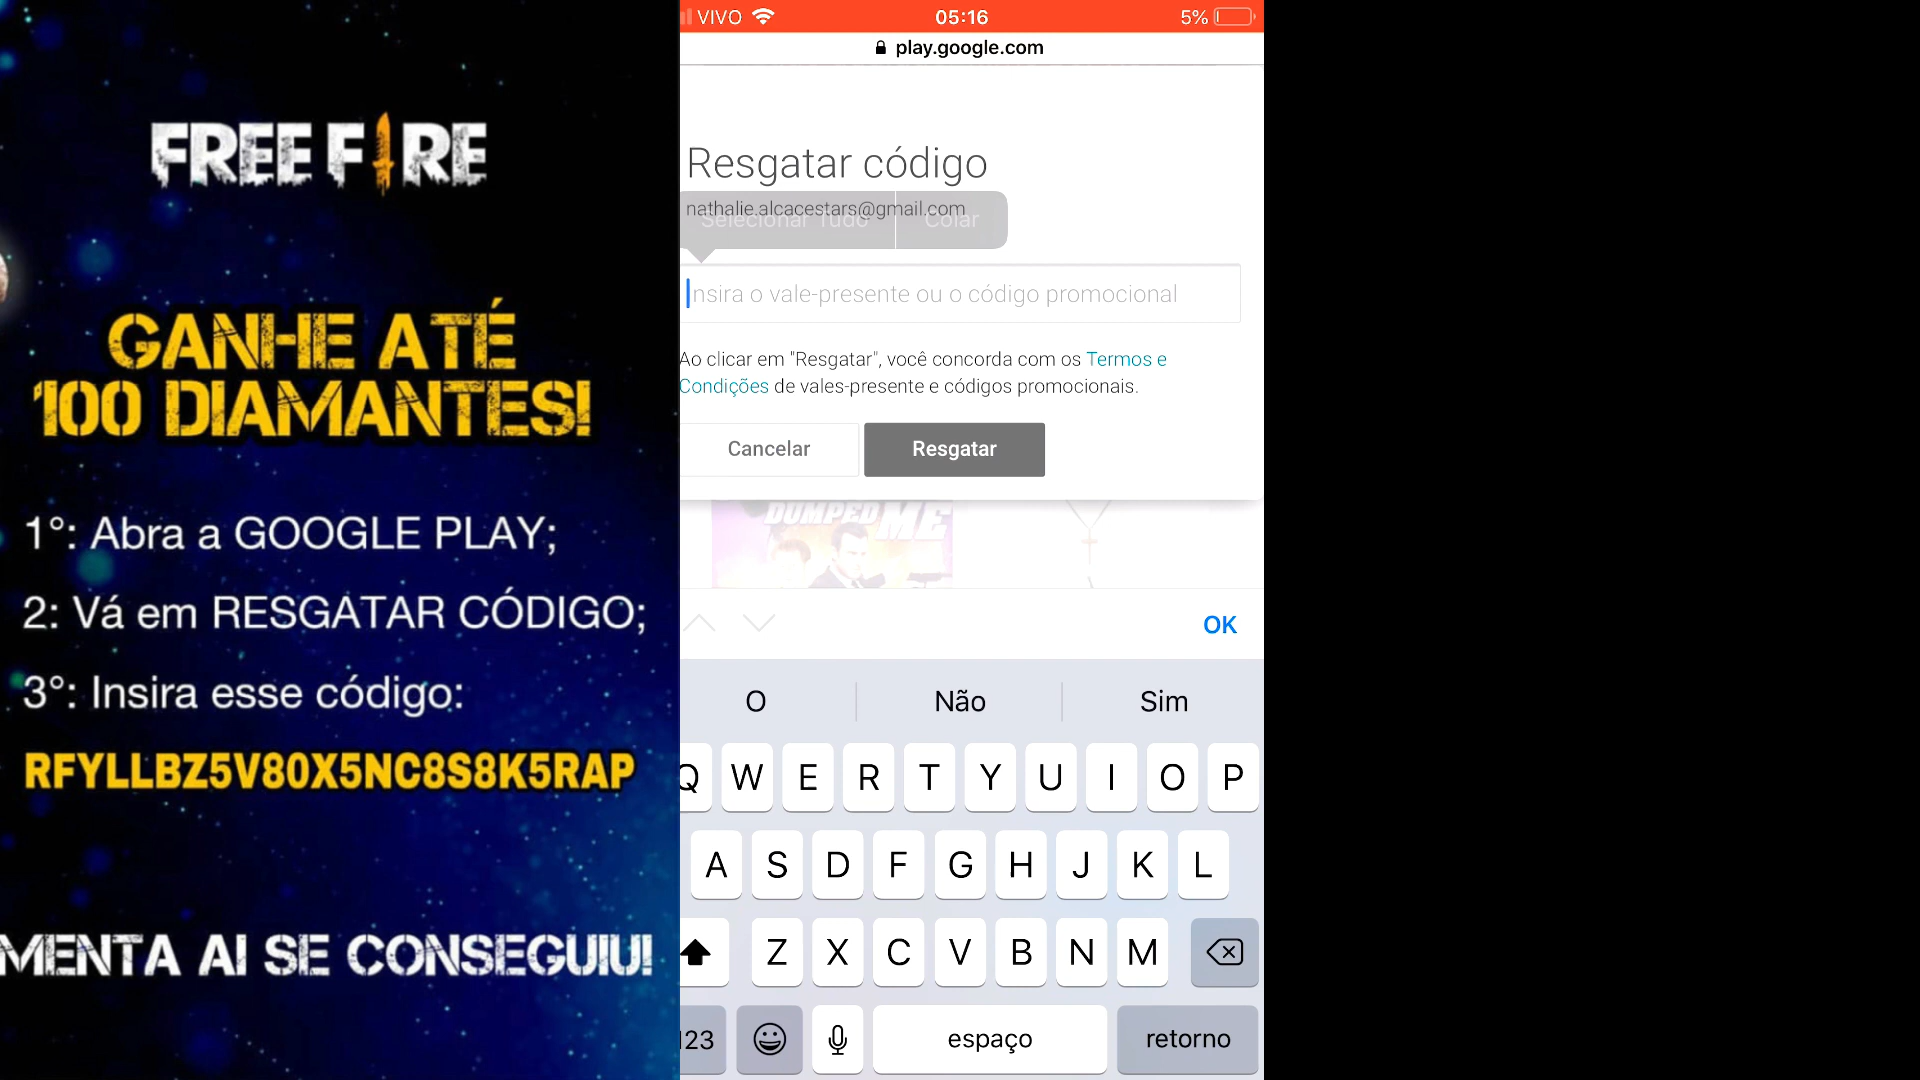 FREE FIRE
GANHE ATÉ
100 DIAMANTES!
1°: Abra a GOOGLE PLAY;
2: Vá em RESGATAR CÓDIGO;
3°: Insira esse código:
RFYLLBZ5V80X5NC8S8K5RAP
MENTA AI SE CONSEGUIU!
VIVO 05:16 5%
play.google.com
Resgatar código
nathalie.alcacestars@gmail.com
Selecionar Tudo Colar
Insira o vale-presente ou o código promocional
Ao clicar em "Resgatar", você concorda com os Termos e
Condições de vales-presente e códigos promocionais.
Cancelar Resgatar
DUMPED ME
OK
O Não Sim
Q W E R T Y U I O P
A S D F G H J K L
Z X C V B N M
123 espaço retorno